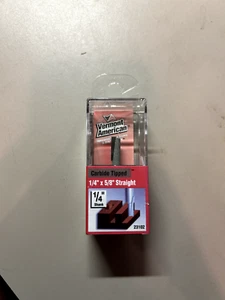 Vermont
American
Carbide Tipped
1/4" x 5/8" Straight
1/4"
Shank
23102